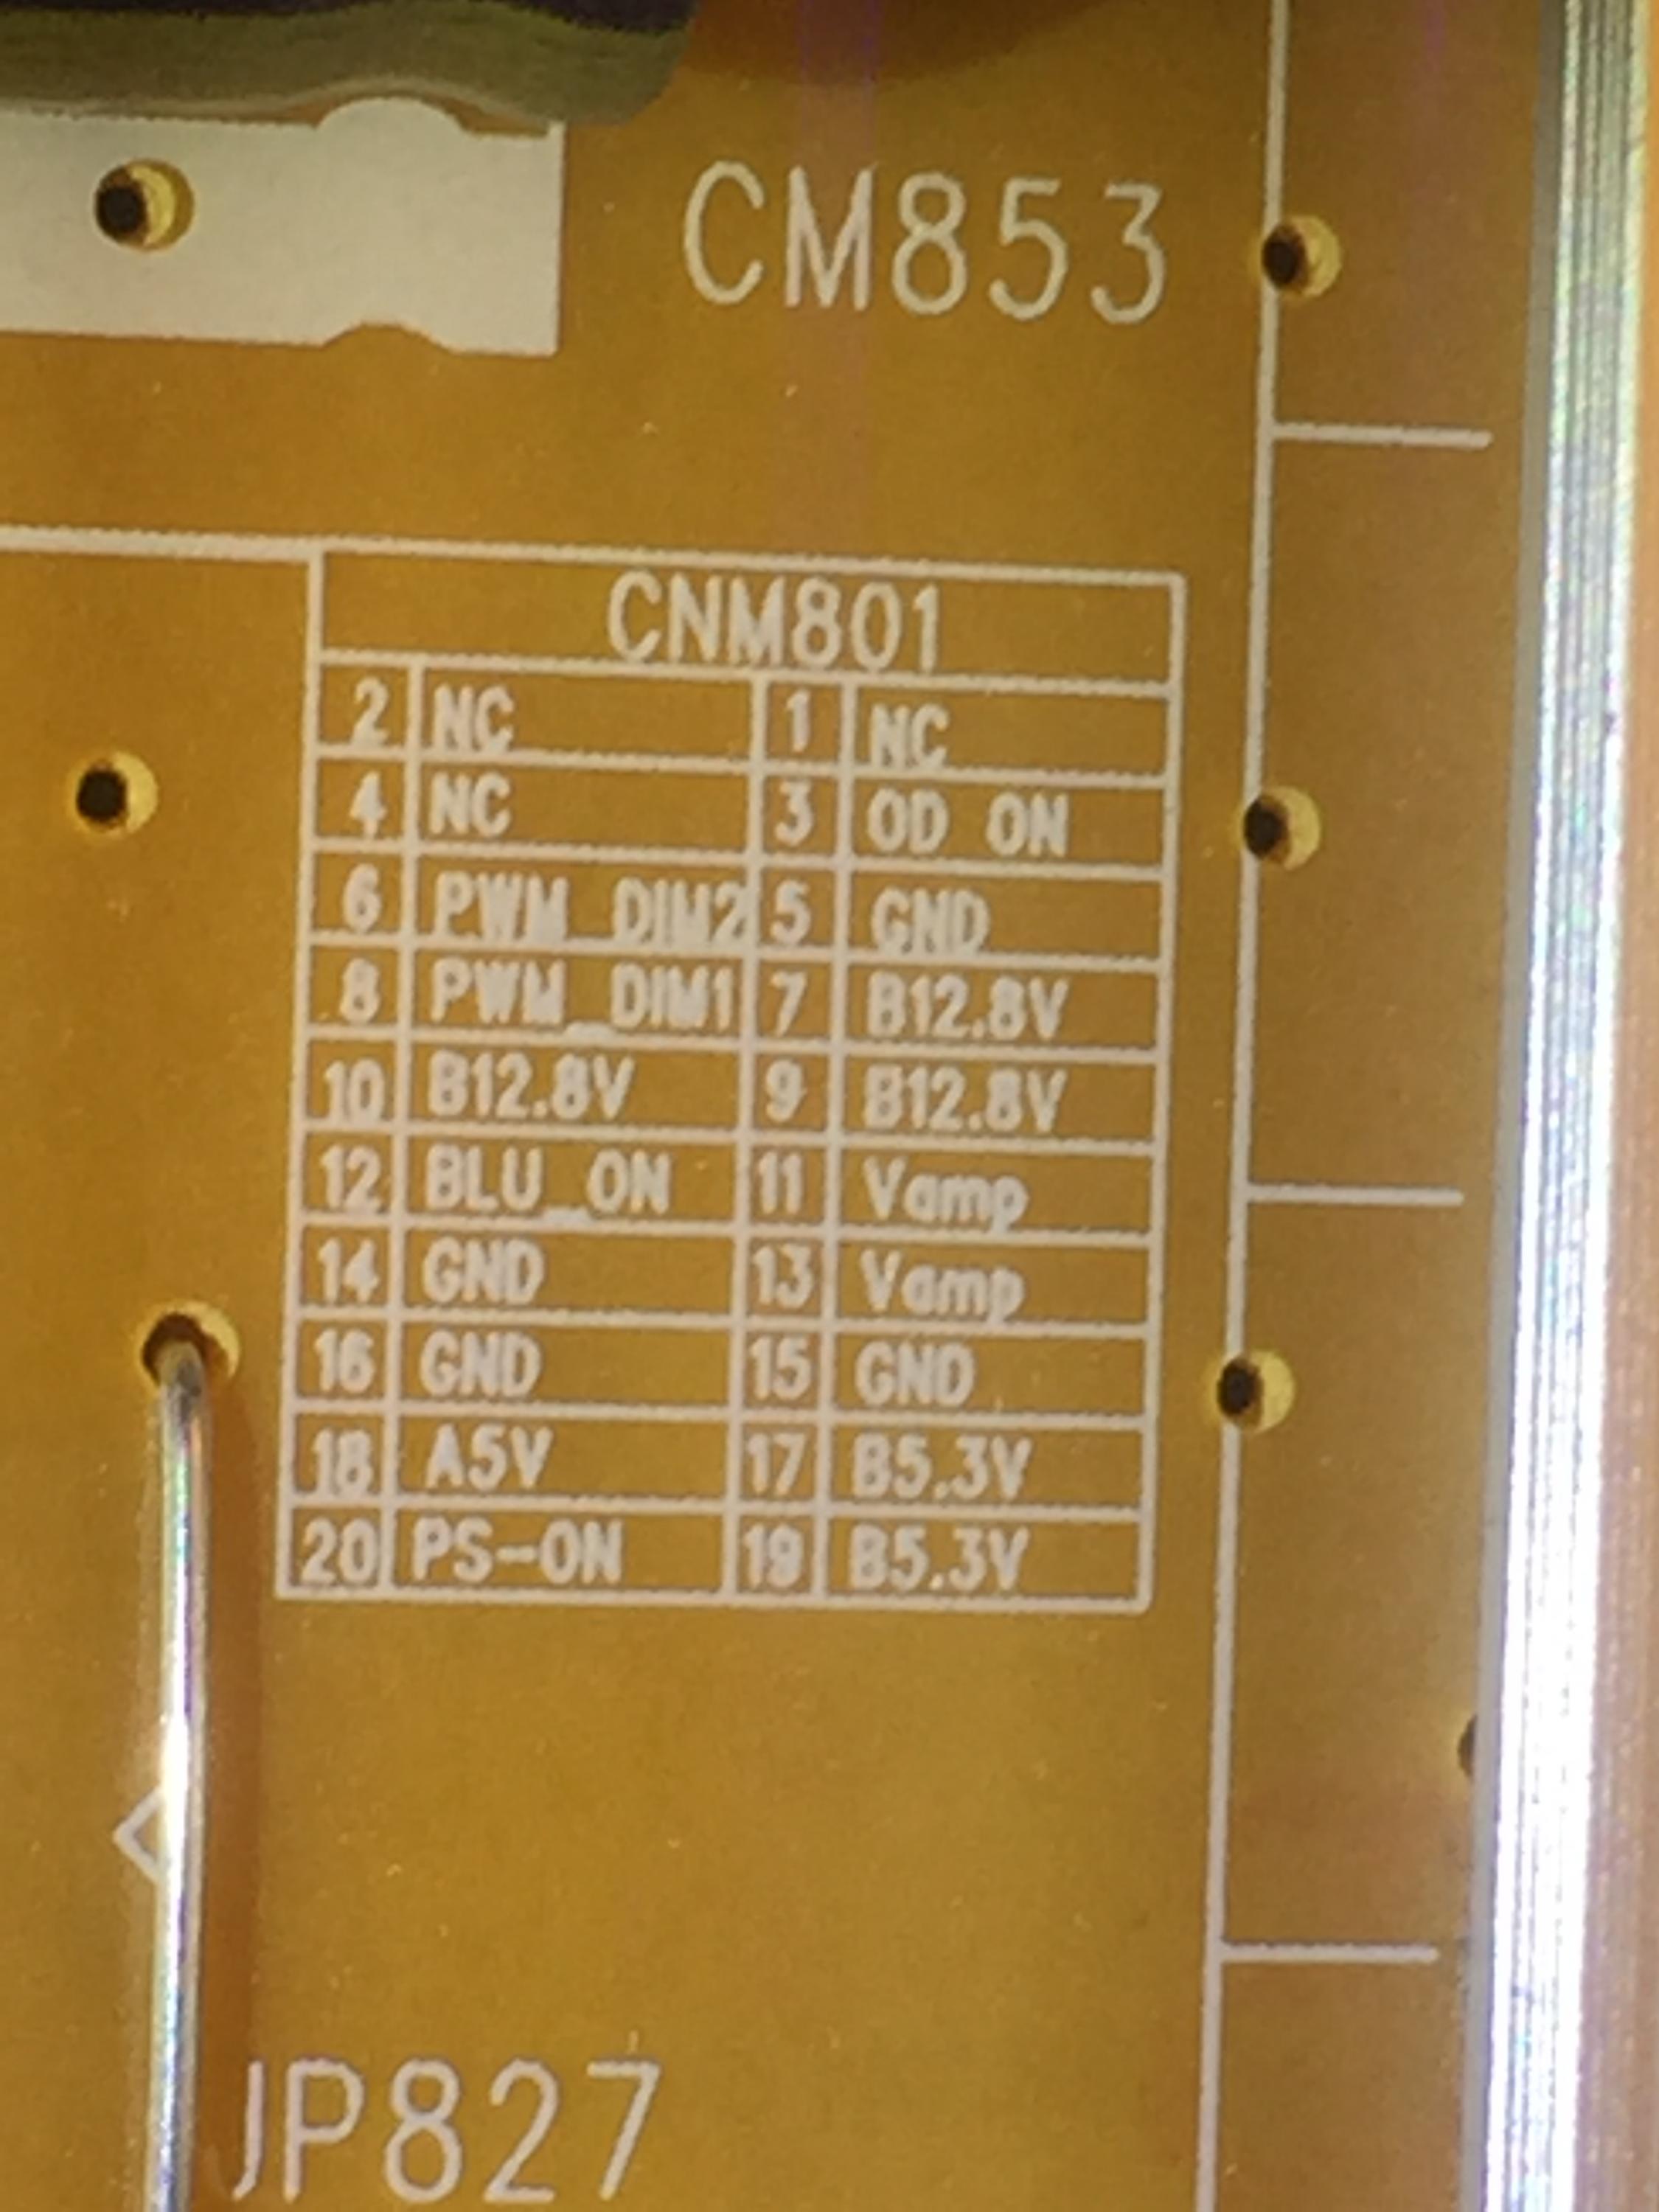 CM853
CNM801
2 NC 1 NC
4 NC 3 OD ON
6 PWM_DIM2 5 GND
8 PWM_DIM1 7 B12.8V
10 B12.8V 9 B12.8V
12 BLU_ON 11 Vamp
14 GND 13 Vamp
16 GND 15 GND
18 A5V 17 B5.3V
20 PS-ON 19 B5.3V
JP827